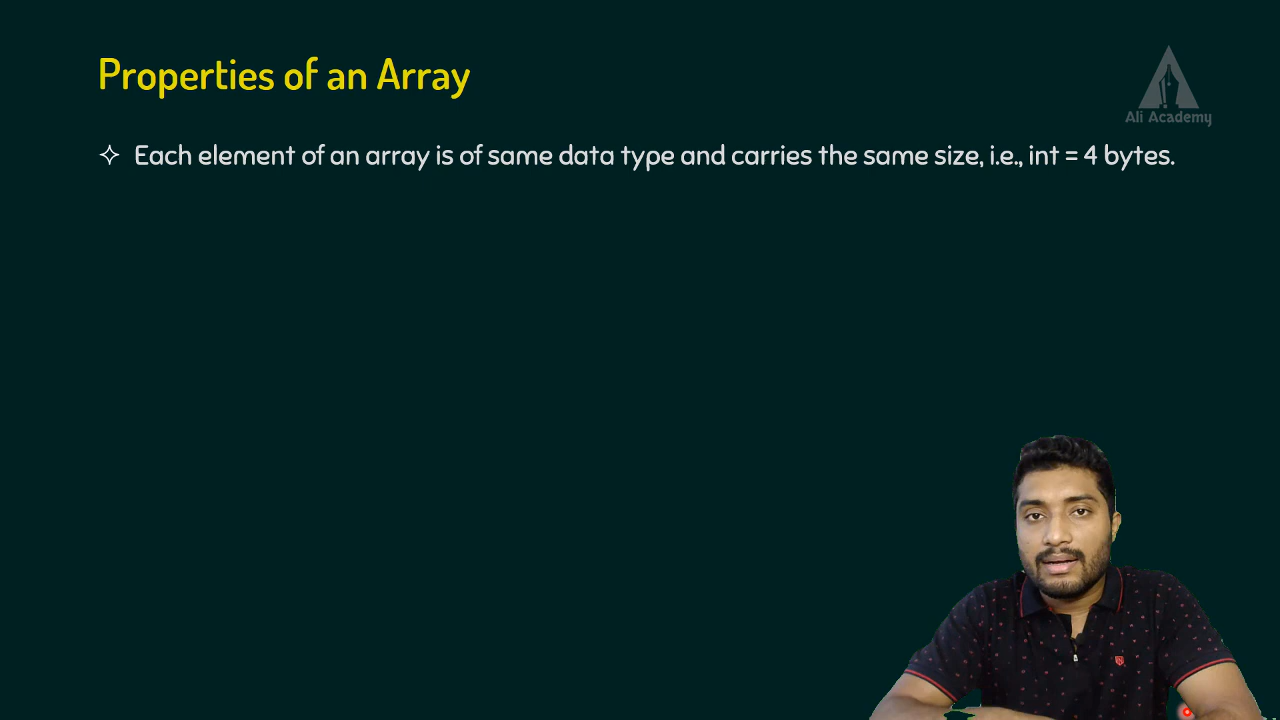 Properties of an Array
Ali Academy
✧ Each element of an array is of same data type and carries the same size, i.e., int = 4 bytes.